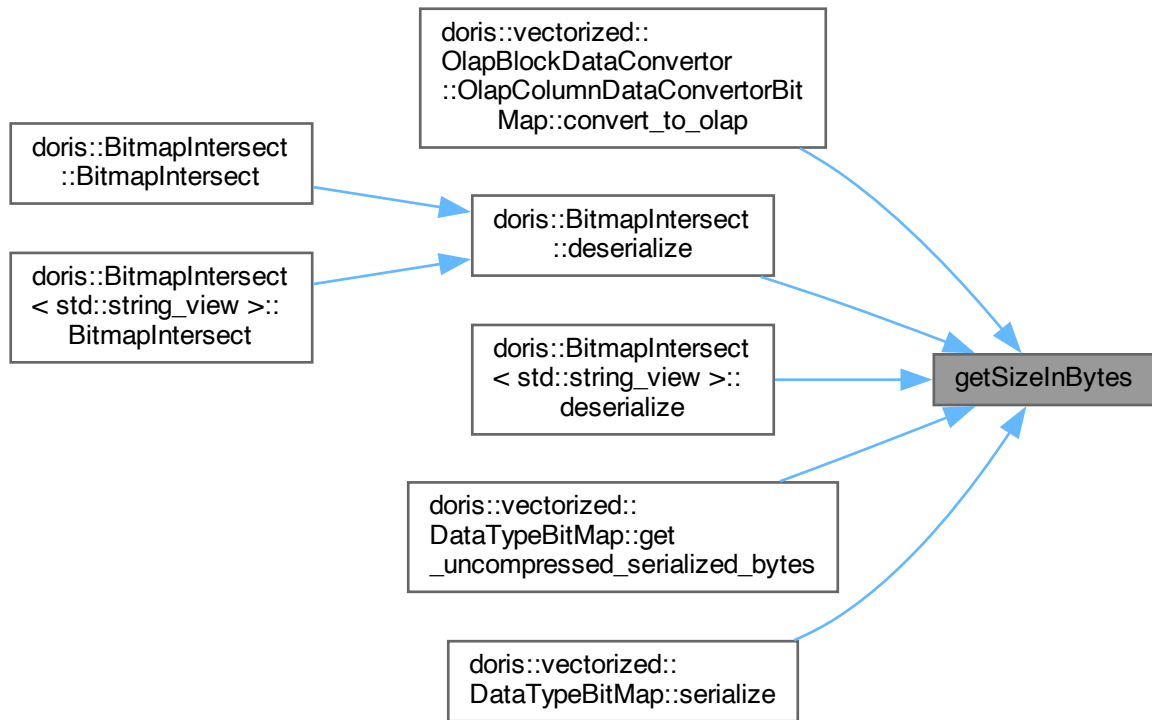 doris::vectorized::
OlapBlockDataConvertor
::OlapColumnDataConvertorBit
Map::convert_to_olap
doris::BitmapIntersect
::BitmapIntersect
doris::BitmapIntersect
< std::string_view >::
BitmapIntersect
doris::BitmapIntersect
::deserialize
doris::BitmapIntersect
< std::string_view >::
deserialize
doris::vectorized::
DataTypeBitMap::get
_uncompressed_serialized_bytes
doris::vectorized::
DataTypeBitMap::serialize
getSizeInBytes